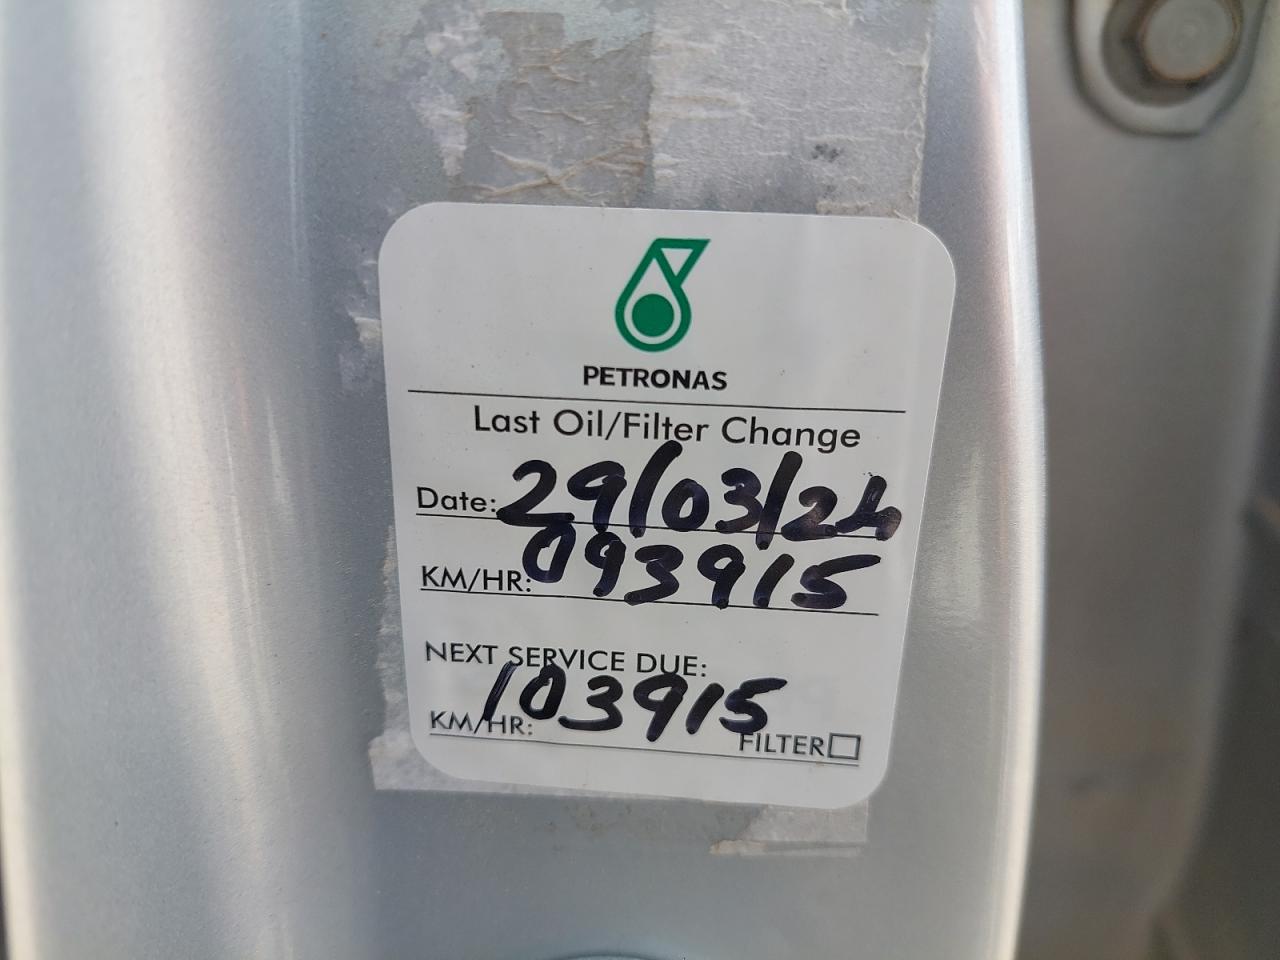 PETRONAS
Last Oil/Filter Change
Date: 29/03/24
KM/HR: 093915
NEXT SERVICE DUE:
KM/HR: 103915
FILTER